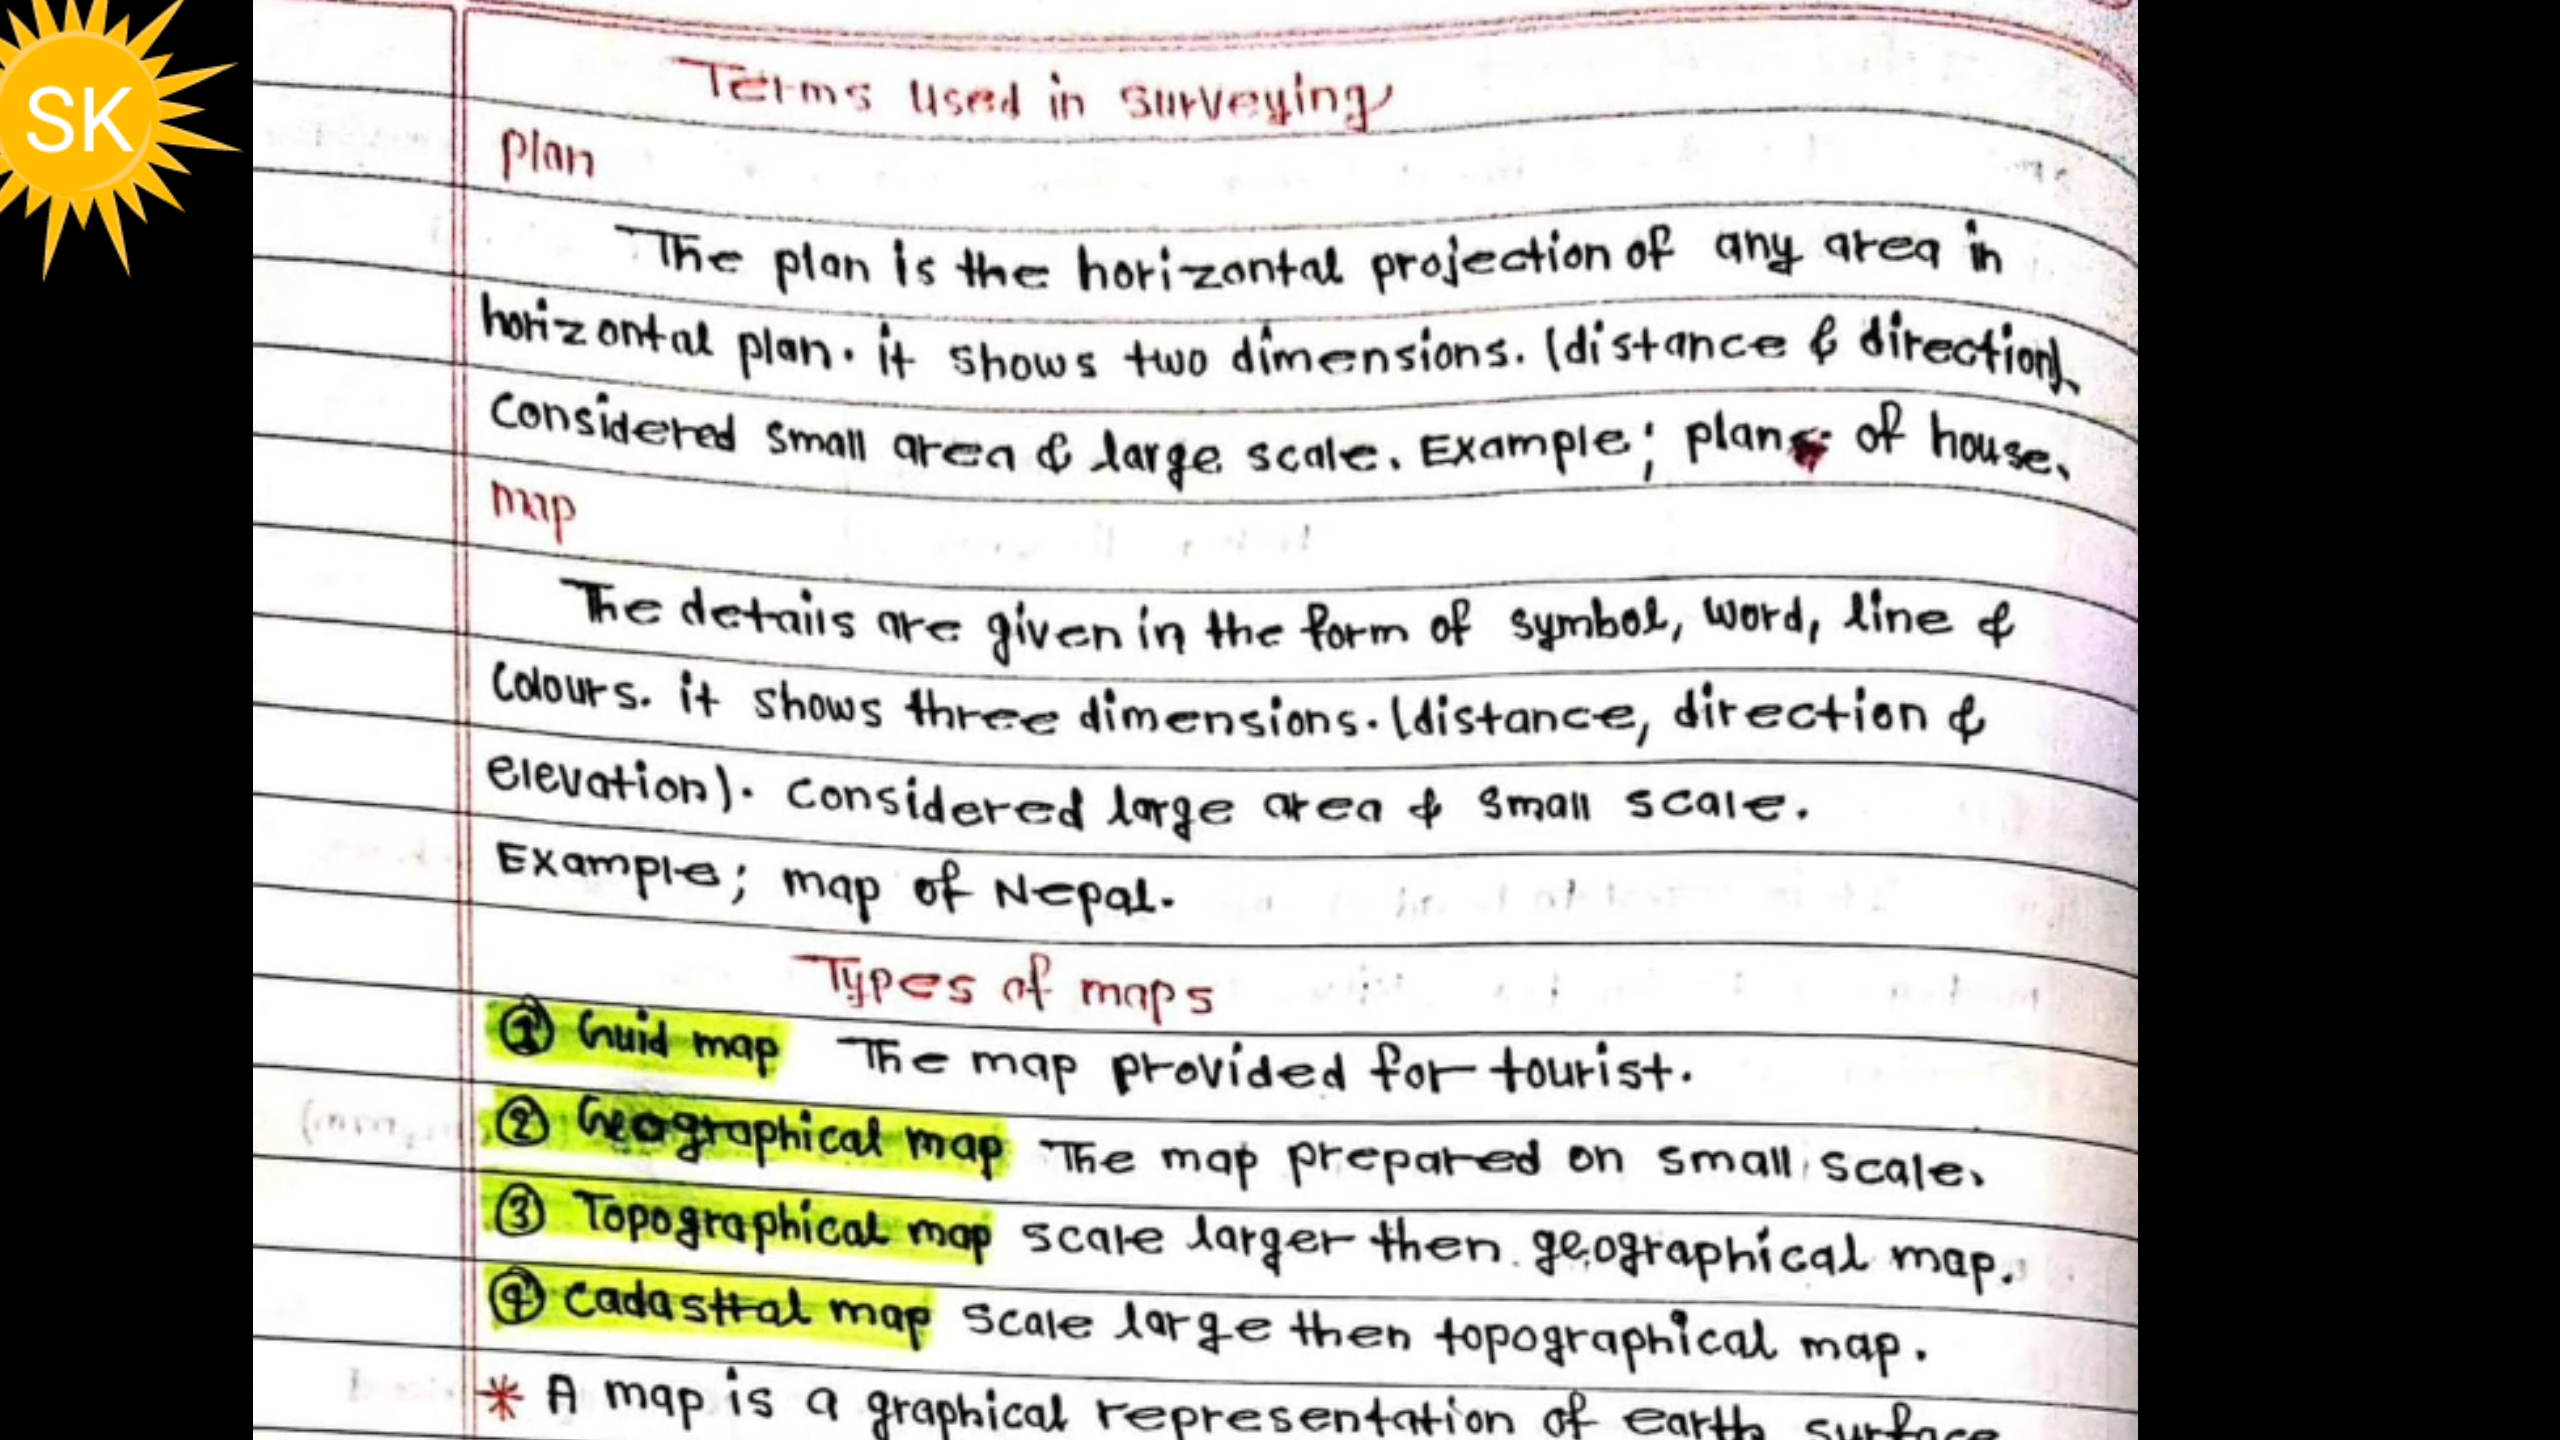 SK
Terms used in surveying
plan
The plan is the horizontal projection of any area in
horizontal plan. it shows two dimensions. (distance & direction).
Considered small area & large scale. Example; plan of house.
map
The details are given in the form of symbol, word, line &
Colours. it shows three dimensions. (distance, direction &
elevation). Considered large area & small scale.
Example; map of Nepal.
Types of maps
① Guid map The map provided for tourist.
② Geographical map The map prepared on small scale.
③ Topographical map scale larger then geographical map.
④ Cadastral map scale large then topographical map.
* A map is a graphical representation of earth surface